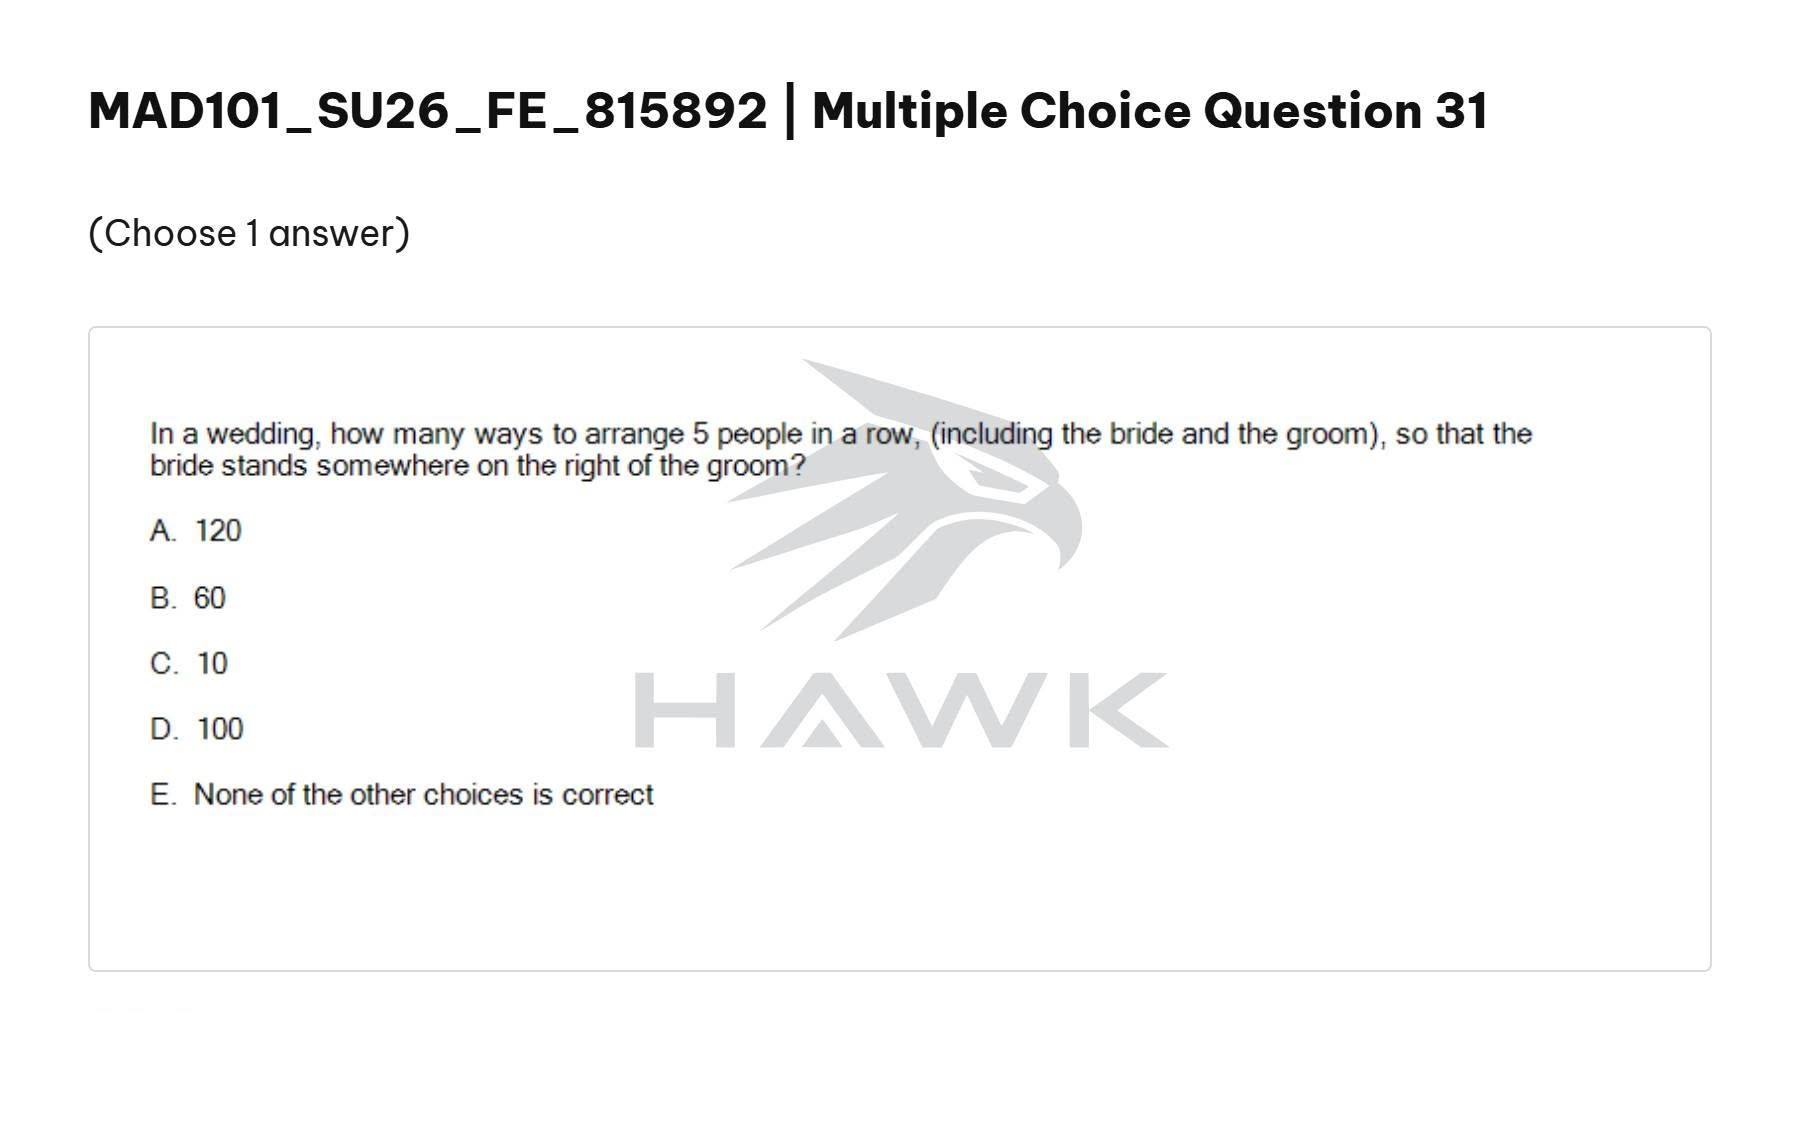 MAD101_SU26_FE_815892 | Multiple Choice Question 31
(Choose 1 answer)
In a wedding, how many ways to arrange 5 people in a row, (including the bride and the groom), so that the
bride stands somewhere on the right of the groom?
A. 120
B. 60
C. 10
D. 100
E. None of the other choices is correct
HAWK